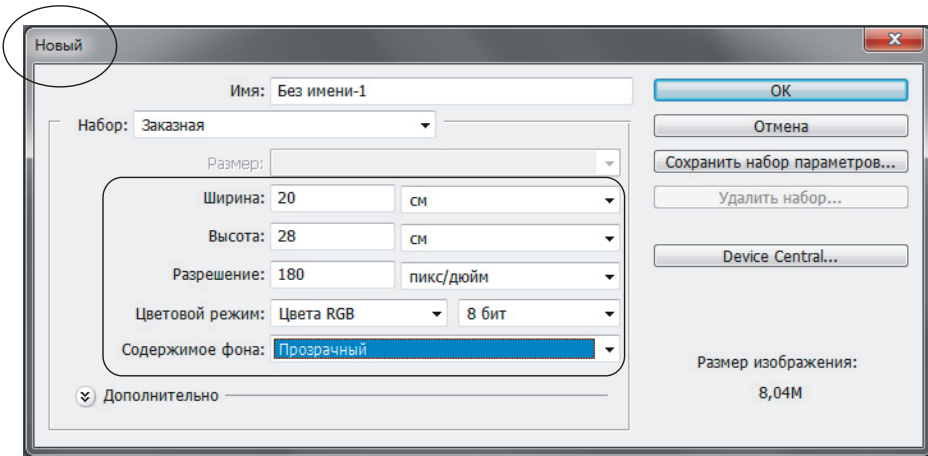 Новый
Имя: Без имени-1
Набор: Заказная
Размер:
Ширина: 20 см
Высота: 28 см
Разрешение: 180 пикс/дюйм
Цветовой режим: Цвета RGB 8 бит
Содержимое фона: Прозрачный
Дополнительно
OK
Отмена
Сохранить набор параметров...
Удалить набор...
Device Central...
Размер изображения:
8,04M